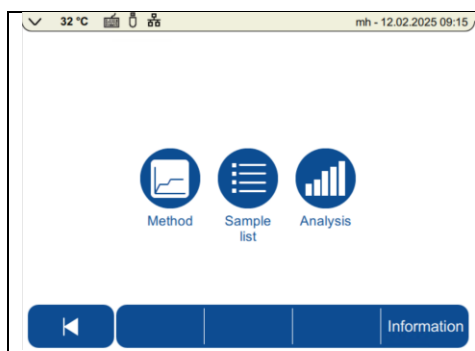 32 °C
mh - 12.02.2025 09:15
Method
Sample
list
Analysis
Information